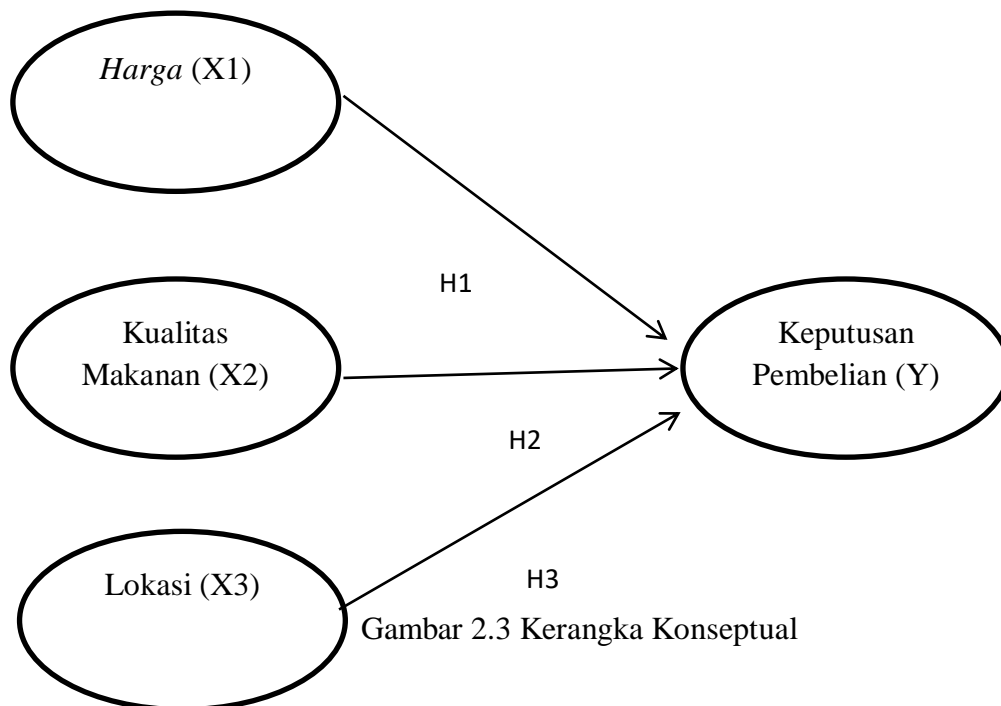 Harga (X1)
H1
Kualitas
Makanan (X2)
Keputusan
Pembelian (Y)
H2
Lokasi (X3)
H3
Gambar 2.3 Kerangka Konseptual